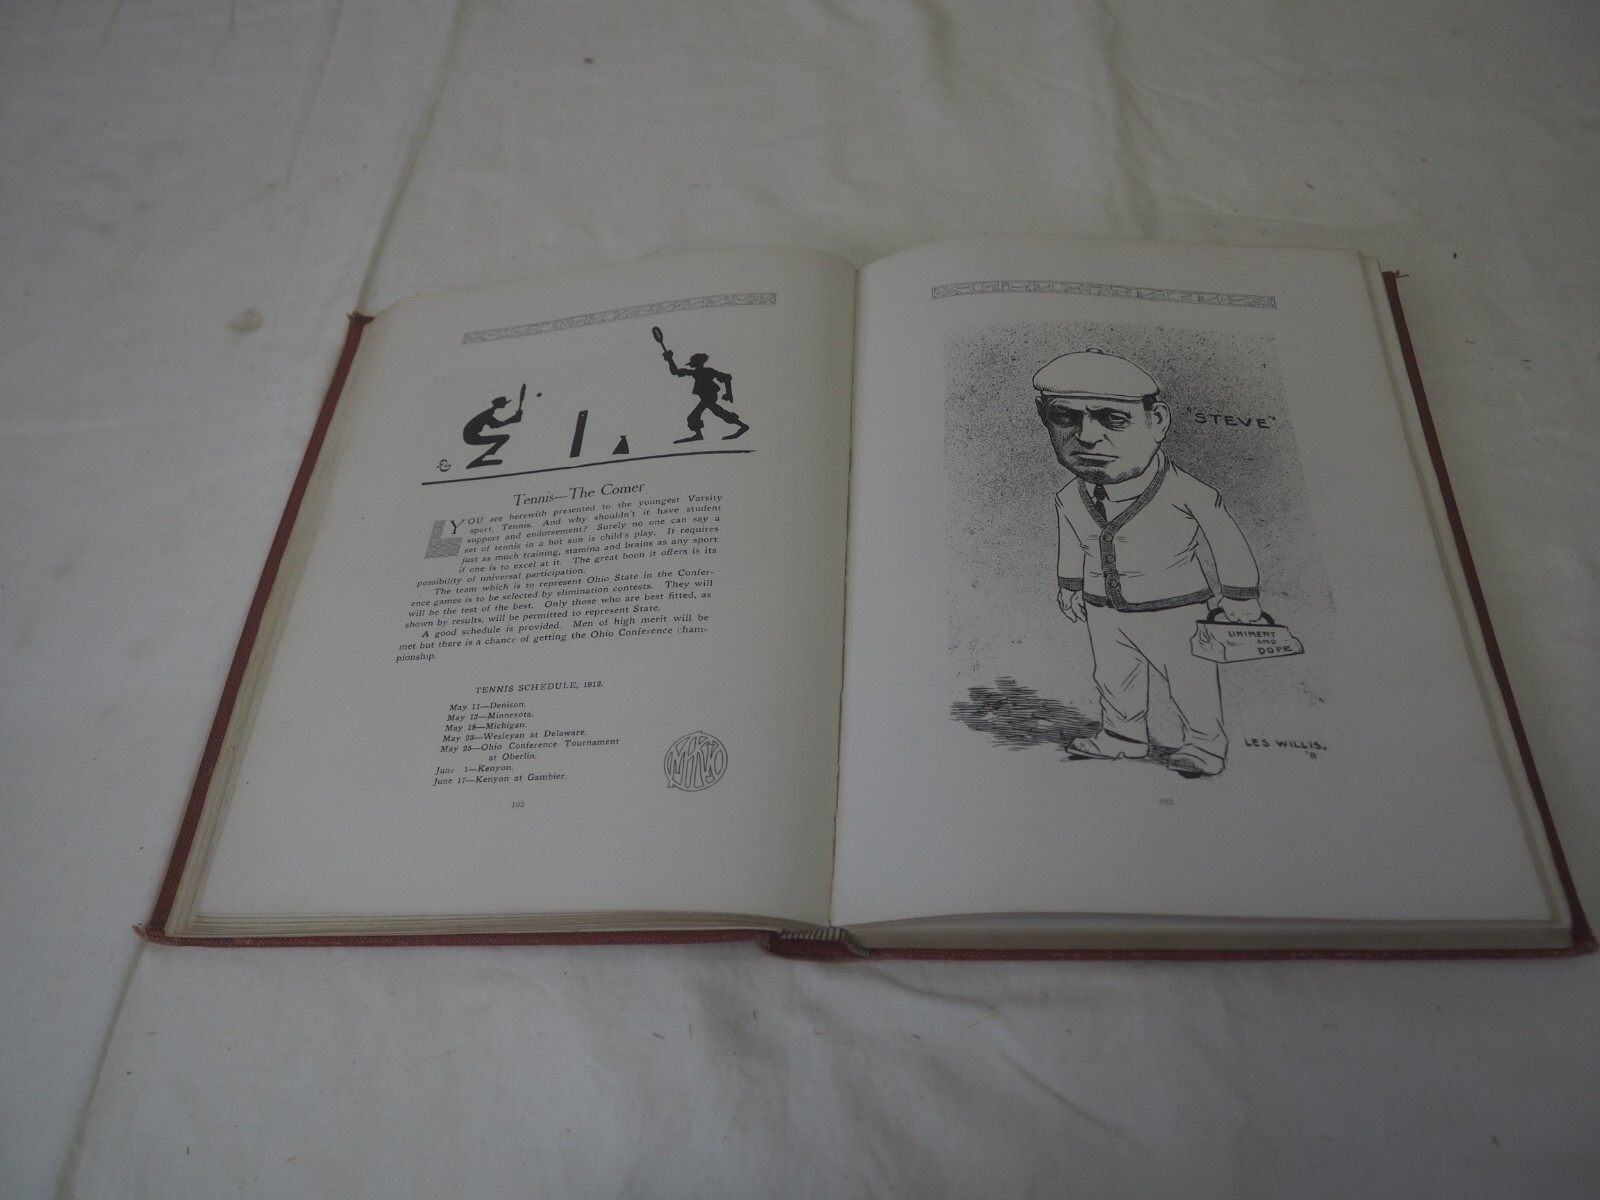 Tennis—The Comer
YOU are herewith presented to the youngest Varsity
sport, Tennis. And why shouldn't it have student
support and endorsement? Surely no one can say a
set of tennis in a hot sun is child's play. It requires
just as much training, stamina and brains as any sport
if one is to excel at it. The great boon it offers is its
possibility of universal participation.
The team which is to represent Ohio State in the Confer-
ence games is to be selected by elimination contests. They will
will be the test of the best. Only those who are best fitted, as
shown by results, will be permitted to represent State.
A good schedule is provided. Men of high merit will be
met but there is a chance of getting the Ohio Conference cham-
pionship.
TENNIS SCHEDULE, 1912.
May 11—Denison.
May 13—Minnesota.
May 18—Michigan.
May 23—Wesleyan at Delaware.
May 25—Ohio Conference Tournament
at Oberlin.
June 1—Kenyon.
June 17—Kenyon at Gambier.
192
"STEVE"
LINIMENT
AND
DOPE
LES WILLIS.
193